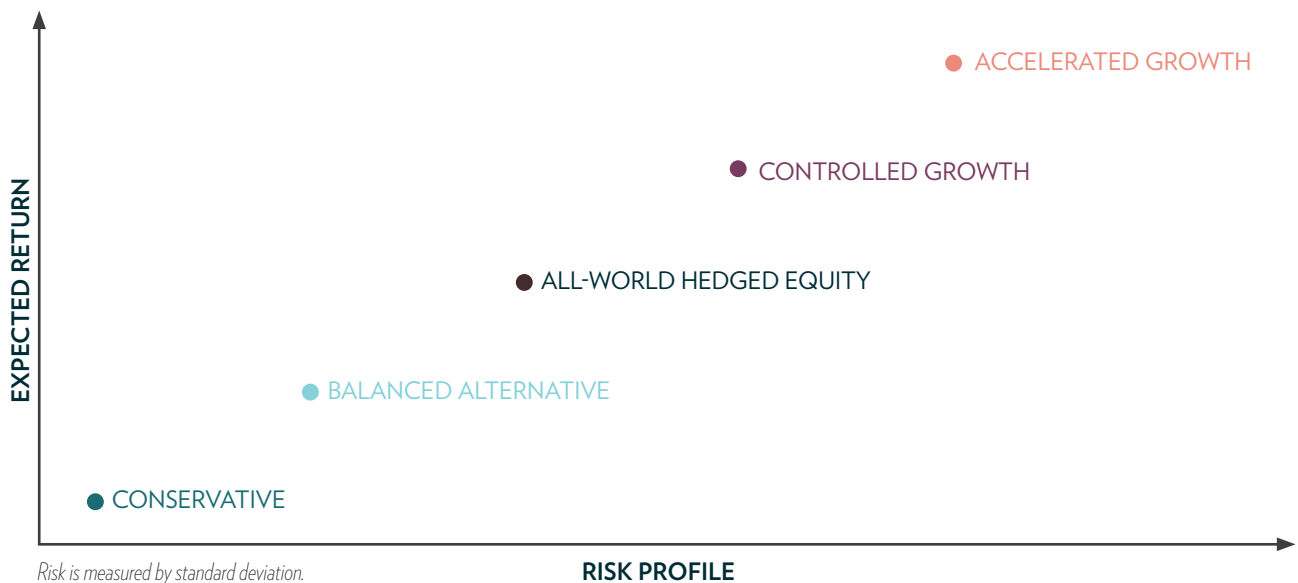 ACCELERATED GROWTH
CONTROLLED GROWTH
EXPECTED RETURN
ALL-WORLD HEDGED EQUITY
BALANCED ALTERNATIVE
CONSERVATIVE
Risk is measured by standard deviation.
RISK PROFILE